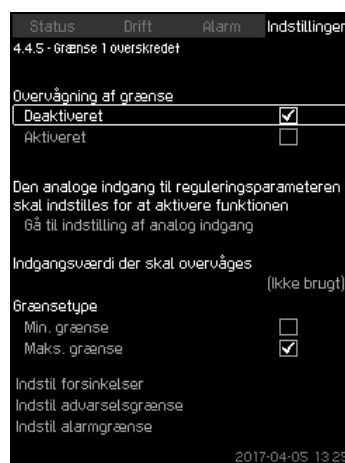 Status Drift Alarm Indstillinger
4.4.5 - Grænse 1 overskredet
Overvågning af grænse
Deaktiveret
Aktiveret
Den analoge indgang til reguleringsparameteren
skal indstilles for at aktivere funktionen
Gå til indstilling af analog indgang
Indgangsværdi der skal overvåges
(Ikke brugt)
Grænsetype
Min. grænse
Maks. grænse
Indstil forsinkelser
Indstil advarselsgrænse
Indstil alarmgrænse
2017-04-05 13:25